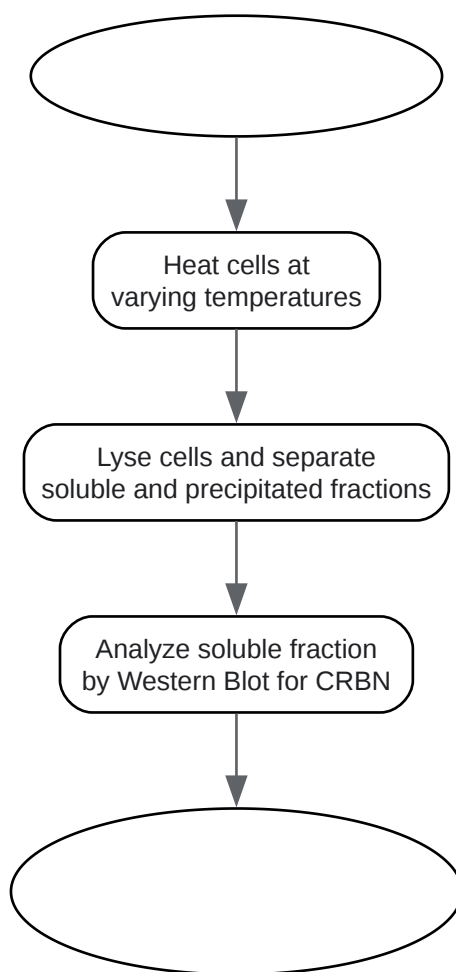 Heat cells at
varying temperatures
Lyse cells and separate
soluble and precipitated fractions
Analyze soluble fraction
by Western Blot for CRBN